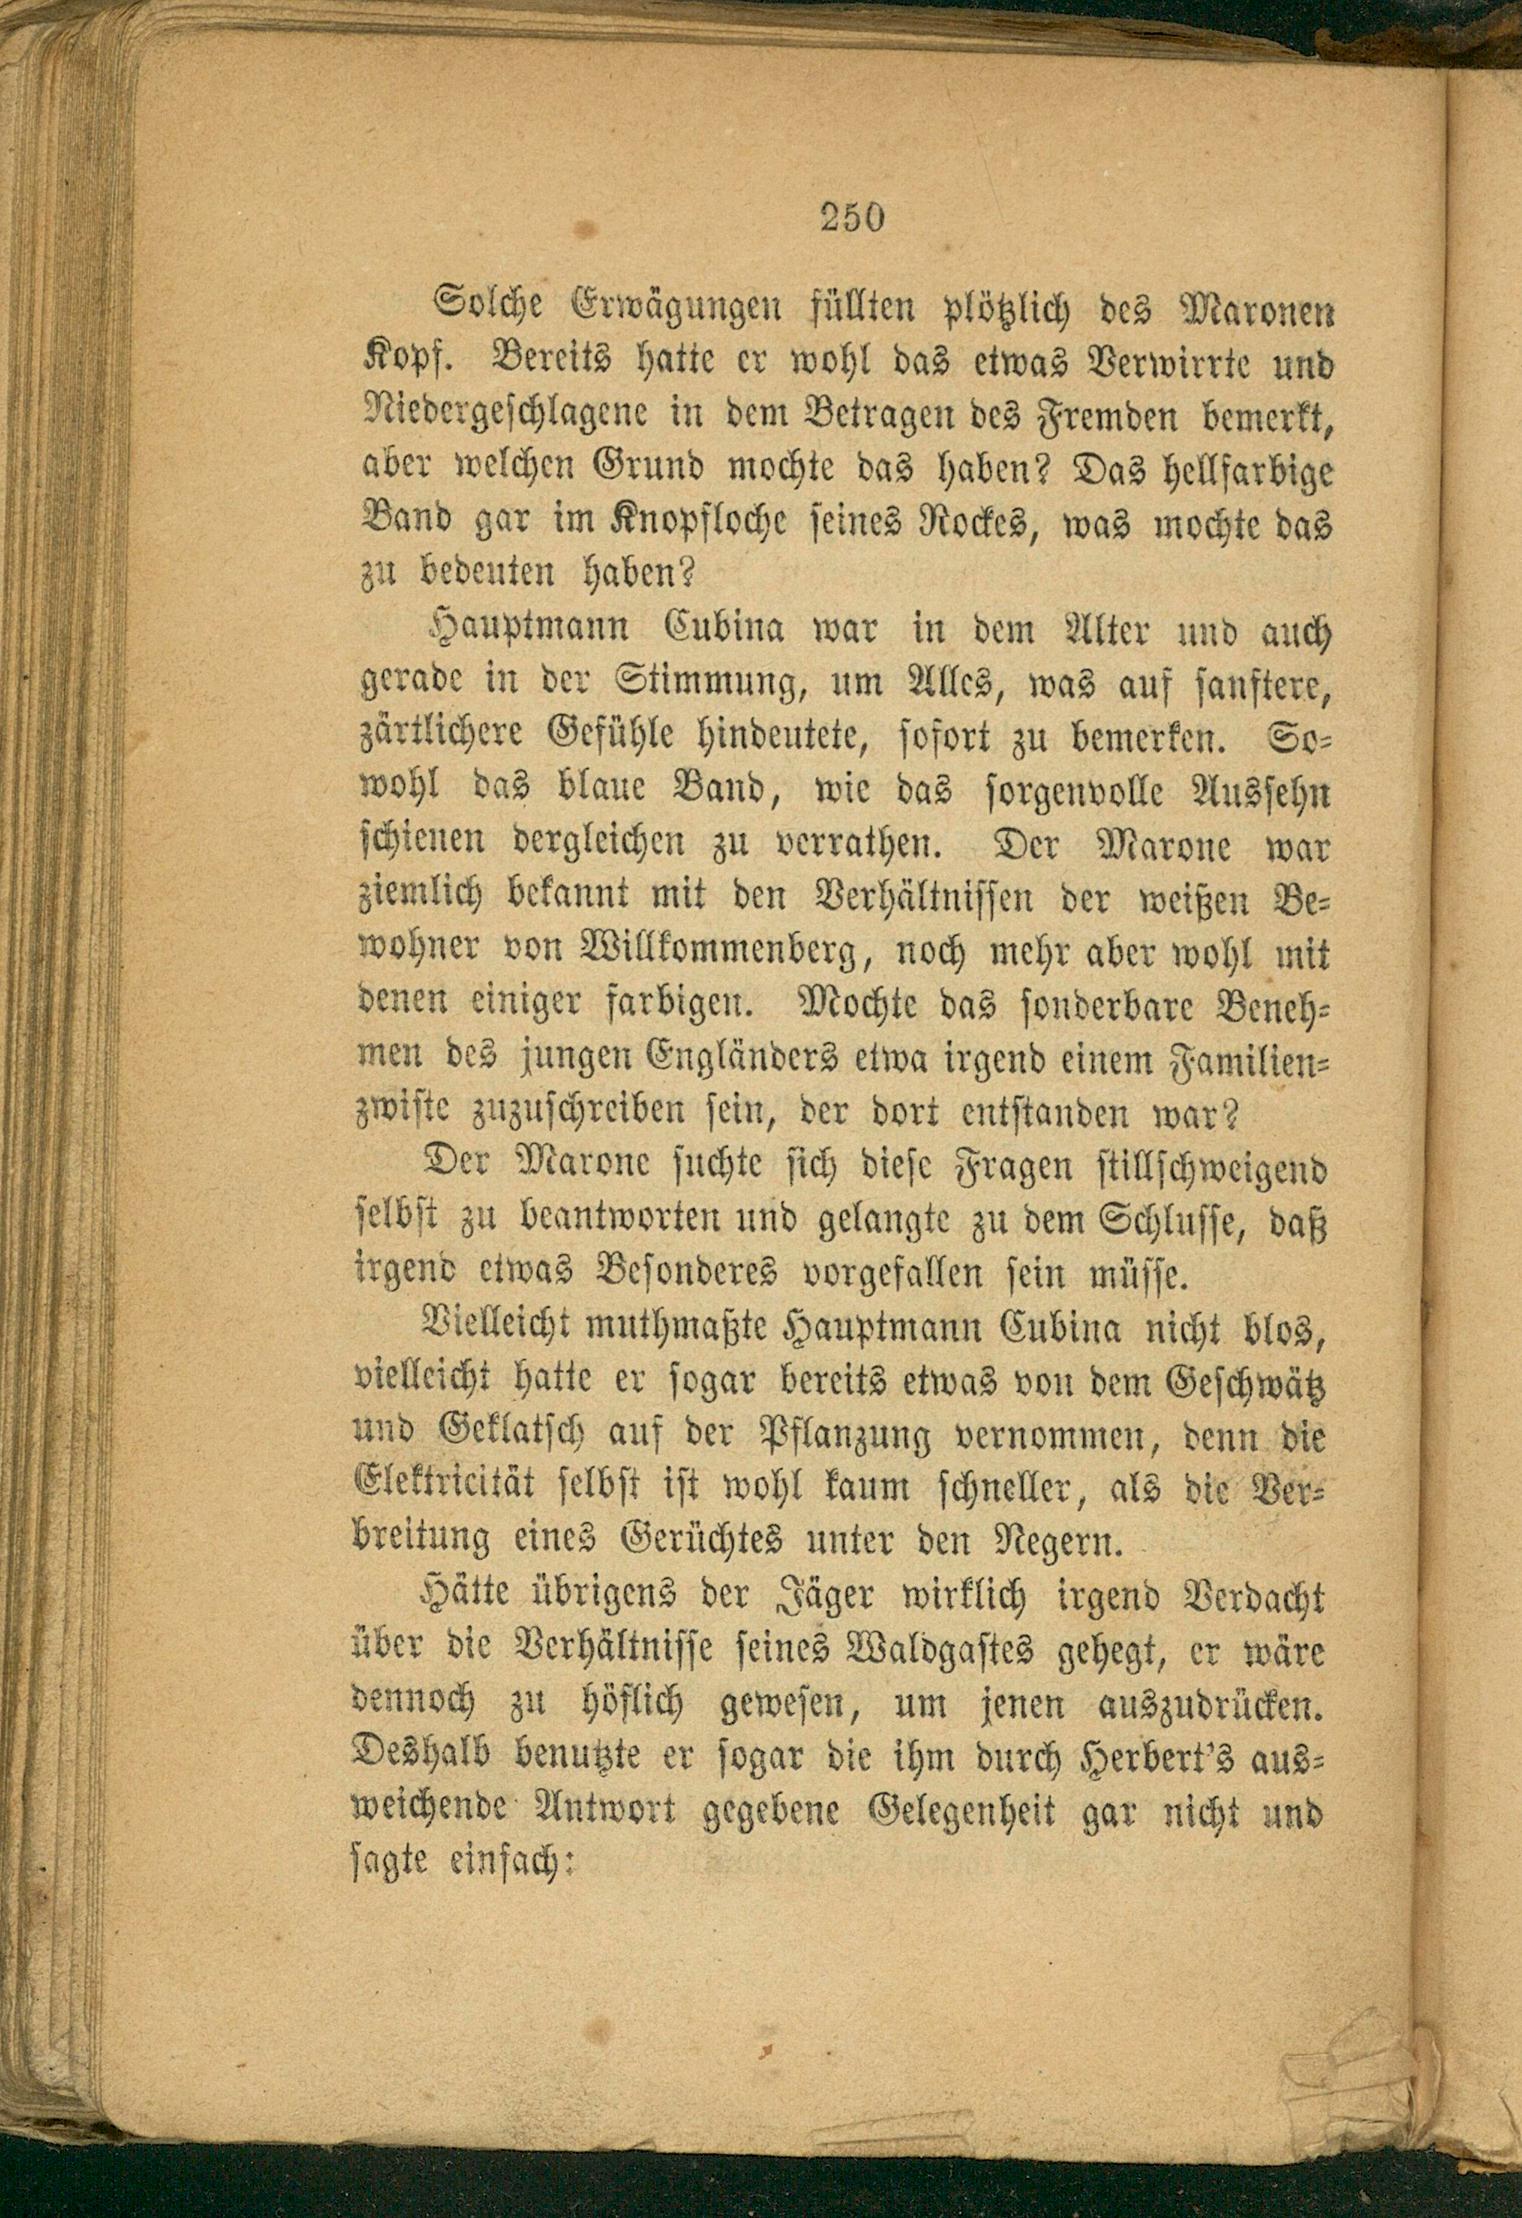 250
Solche Erwägungen füllten plötzlich des Maronen
Kopf. Bereits hatte er wohl das etwas Verwirrte und
Niedergeschlagene in dem Betragen des Fremden bemerkt,
aber welchen Grund mochte das haben? Das hellfarbige
Band gar im Knopfloche seines Rockes, was mochte das
zu bedeuten haben?
Hauptmann Cubina war in dem Alter und auch
gerade in der Stimmung, um Alles, was auf sanftere,
zärtlichere Gefühle hindeutete, sofort zu bemerken. So-
wohl das blaue Band, wie das sorgenvolle Aussehn
schienen dergleichen zu verrathen. Der Marone war
ziemlich bekannt mit den Verhältnissen der weißen Be-
wohner von Willkommenberg, noch mehr aber wohl mit
denen einiger farbigen. Mochte das sonderbare Beneh-
men des jungen Engländers etwa irgend einem Familien-
zwiste zuzuschreiben sein, der dort entstanden war?
Der Marone suchte sich diese Fragen stillschweigend
selbst zu beantworten und gelangte zu dem Schlusse, daß
irgend etwas Besonderes vorgefallen sein müsse.
Vielleicht muthmaßte Hauptmann Cubina nicht blos,
vielleicht hatte er sogar bereits etwas von dem Geschwätz
und Geklatsch auf der Pflanzung vernommen, denn die
Elektricität selbst ist wohl kaum schneller, als die Ver-
breitung eines Gerüchtes unter den Negern.
Hätte übrigens der Jäger wirklich irgend Verdacht
über die Verhältnisse seines Waldgastes gehegt, er wäre
dennoch zu höflich gewesen, um jenen auszudrücken.
Deshalb benutzte er sogar die ihm durch Herbert's aus-
weichende Antwort gegebene Gelegenheit gar nicht und
sagte einfach: